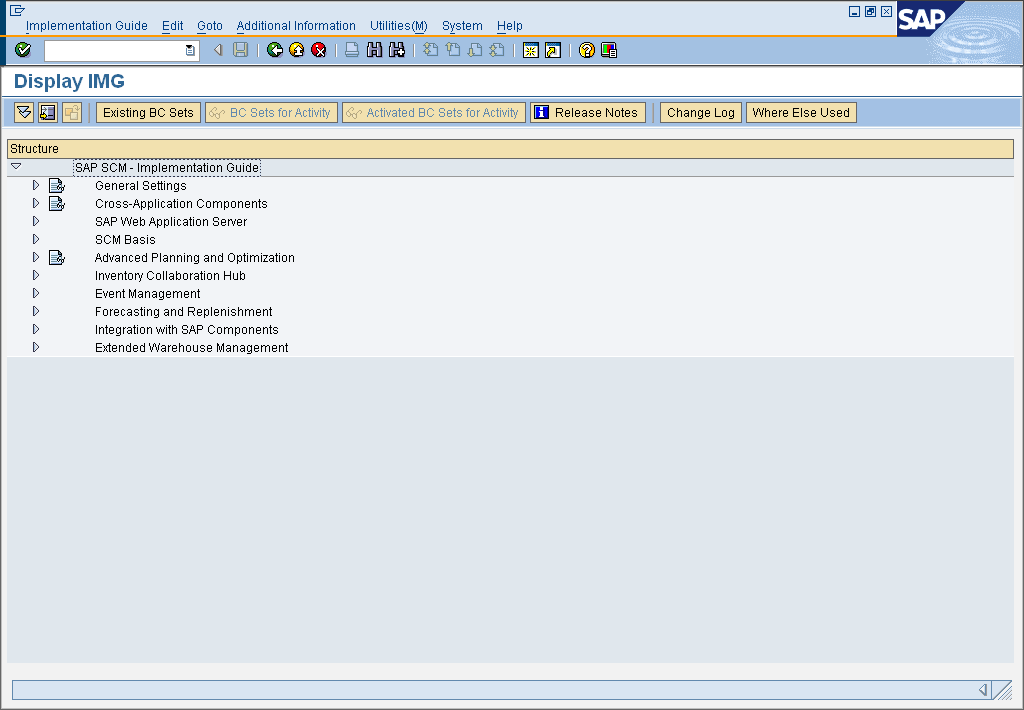 Implementation Guide Edit Goto Additional Information Utilities(M) System Help
SAP
Display IMG
Existing BC Sets BC Sets for Activity Activated BC Sets for Activity Release Notes Change Log Where Else Used
Structure
SAP SCM - Implementation Guide
General Settings
Cross-Application Components
SAP Web Application Server
SCM Basis
Advanced Planning and Optimization
Inventory Collaboration Hub
Event Management
Forecasting and Replenishment
Integration with SAP Components
Extended Warehouse Management